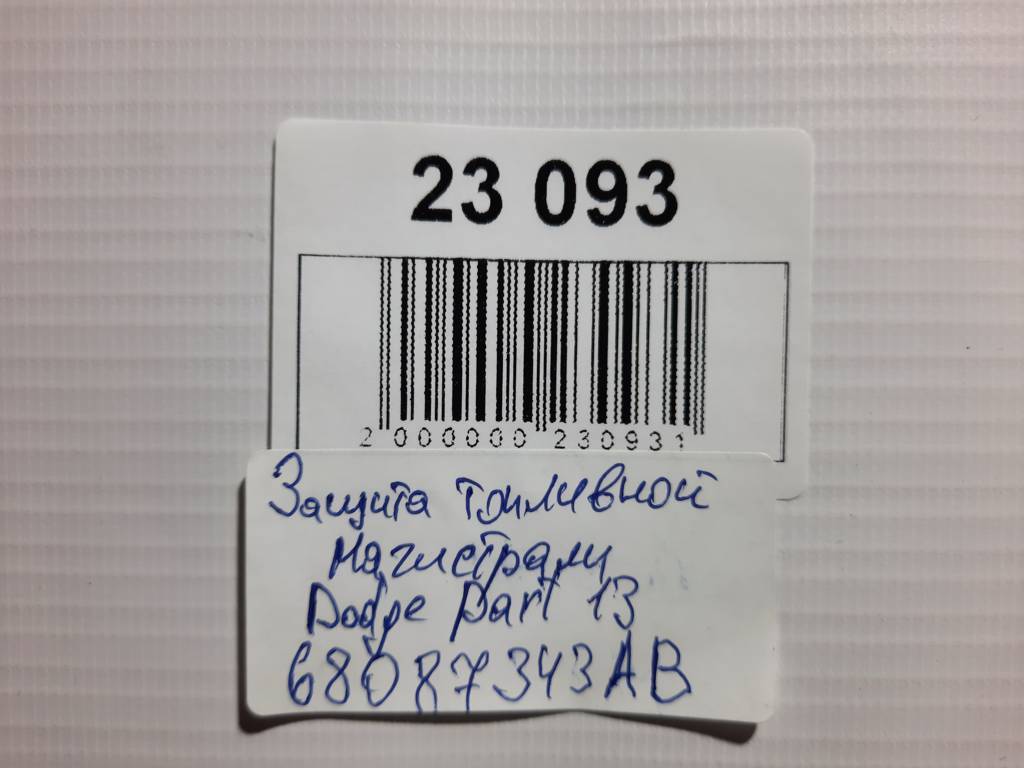 23 093
2 000000 230931
Защита топливной
магистрали
Dodge Dart 13
68087343AB